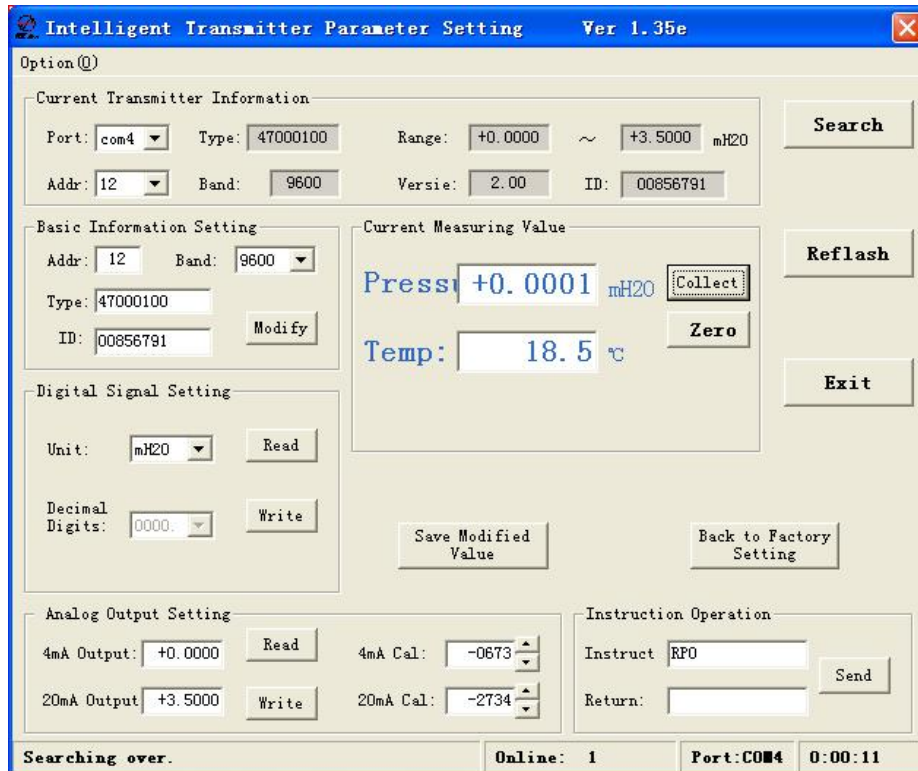 Intelligent Transmitter Parameter Setting Ver 1.35e
Option(O)
Current Transmitter Information
Port: com4 Type: 47000100 Range: +0.0000 ~ +3.5000 mH2O
Addr: 12 Band: 9600 Versie: 2.00 ID: 00856791
Search
Basic Information Setting
Addr: 12 Band: 9600
Type: 47000100
ID: 00856791
Modify
Current Measuring Value
Pressu +0.0001 mH2O Collect
Zero
Temp: 18.5 ℃
Reflash
Exit
Digital Signal Setting
Unit: mH2O Read
Decimal
Digits: 0000. Write
Save Modified
Value
Back to Factory
Setting
Analog Output Setting
4mA Output: +0.0000 Read 4mA Cal: -0673
20mA Output +3.5000 Write 20mA Cal: -2734
Instruction Operation
Instruct RPO
Return:
Send
Searching over. Online: 1 Port:COM4 0:00:11